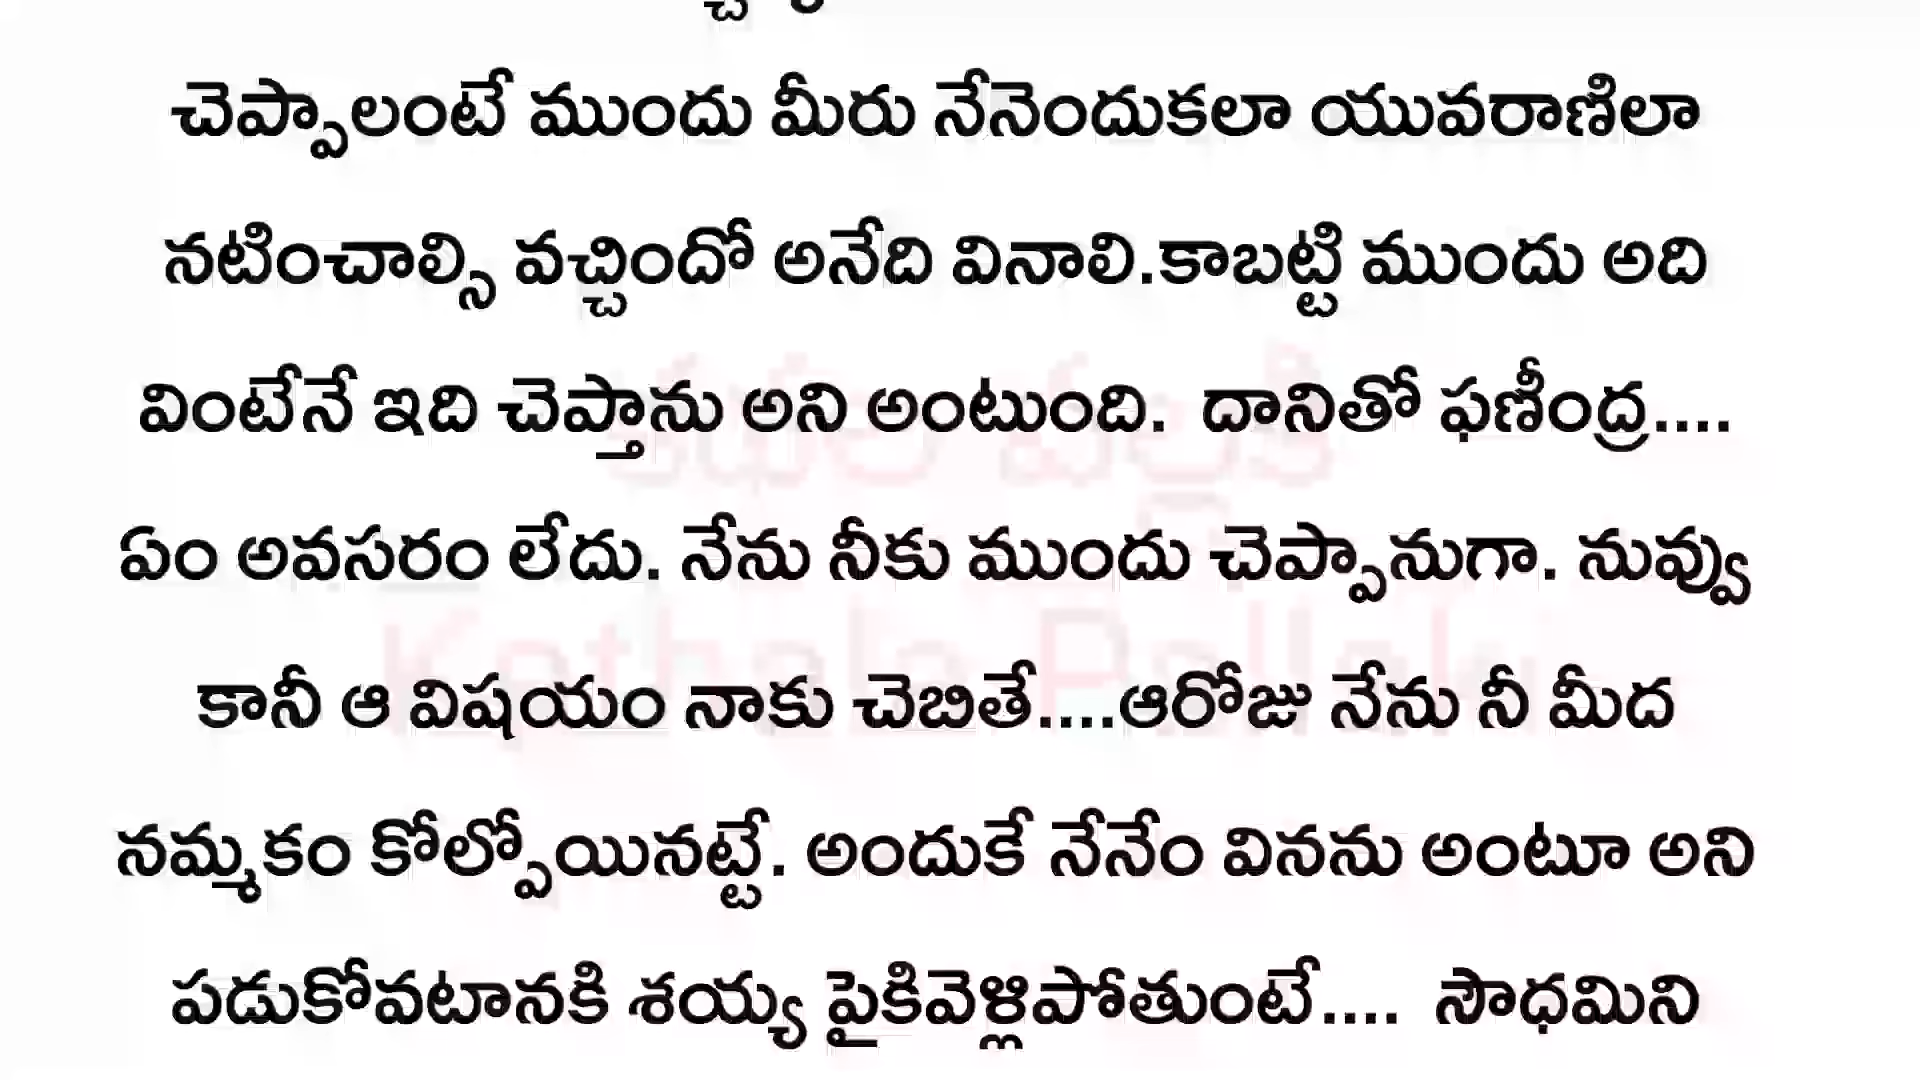 చెప్పాలంటే ముందు మీరు నేనెందుకలా యువరాణిలా
నటించాల్సి వచ్చిందో అనేది వినాలి.కాబట్టి ముందు అది
వింటేనే ఇది చెప్తాను అని అంటుంది. దానితో ఫణీంద్ర....
ఏం అవసరం లేదు. నేను నీకు ముందు చెప్పానుగా. నువ్వు
కానీ ఆ విషయం నాకు చెబితే....ఆరోజు నేను నీ మీద
నమ్మకం కోల్పోయినట్టే. అందుకే నేనేం వినను అంటూ అని
పడుకోవటానకి శయ్య పైకివెళ్లిపోతుంటే.... సౌధమిని